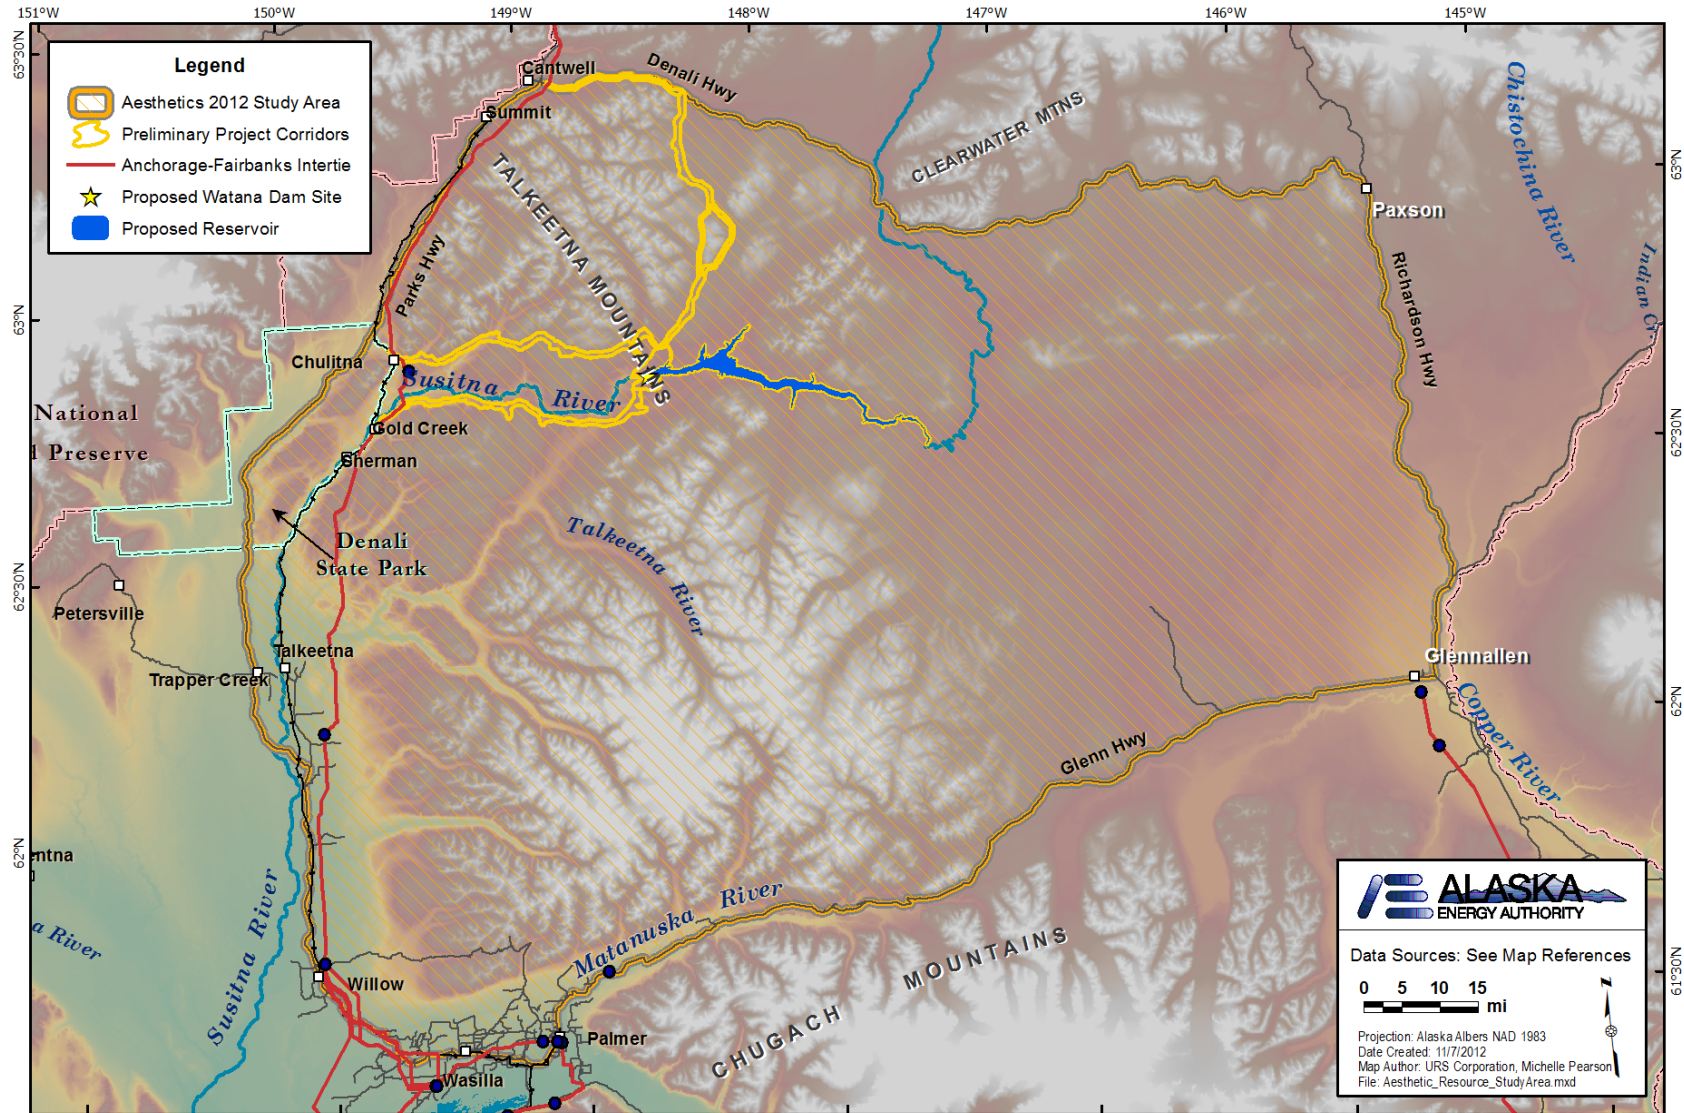 151°W
150°W
149°W
148°W
147°W
146°W
145°W
63°30'N
63°N
62°30'N
62°N
63°N
62°30'N
62°N
61°30'N
Legend
Aesthetics 2012 Study Area
Preliminary Project Corridors
Anchorage-Fairbanks Intertie
Proposed Watana Dam Site
Proposed Reservoir
Cantwell
Denali Hwy
Summit
CLEARWATER MTNS
Chistochina River
TALKEETNA MOUNTAINS
Paxson
Indian Cr.
Parks Hwy
Richardson Hwy
Chulitna
Susitna River
National
Preserve
Gold Creek
Sherman
Talkeetna River
Denali
State Park
Petersville
Talkeetna
Trapper Creek
Glennallen
Copper River
Glenn Hwy
entna
a River
Susitna River
Matanuska River
Willow
CHUGACH MOUNTAINS
Palmer
Wasilla
ALASKA
ENERGY AUTHORITY
Data Sources: See Map References
0 5 10 15
mi
Z
Projection: Alaska Albers NAD 1983
Date Created: 11/7/2012
Map Author: URS Corporation, Michelle Pearson
File: Aesthetic_Resource_StudyArea.mxd